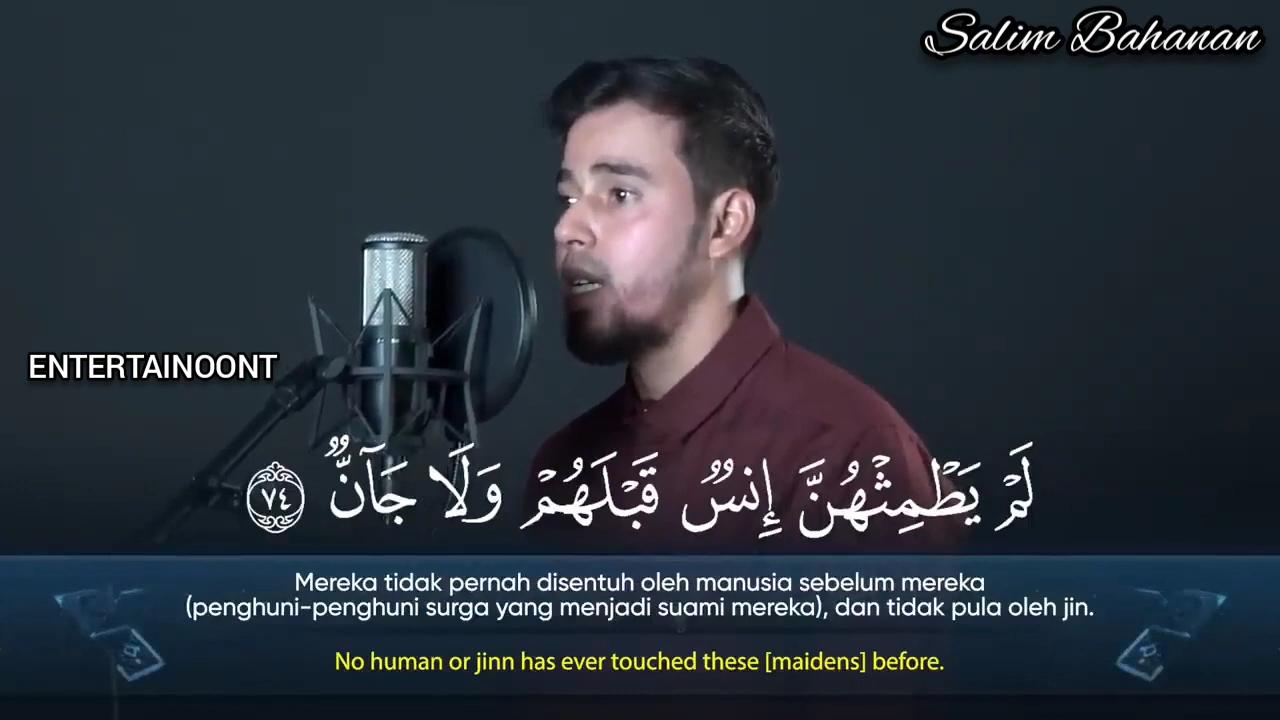 Salim Bahanan
ENTERTAINOONT
لَمْ يَطْمِثْهُنَّ إِنسٌ قَبْلَهُمْ وَلَا جَآنٌّ ٧٤
Mereka tidak pernah disentuh oleh manusia sebelum mereka
(penghuni-penghuni surga yang menjadi suami mereka), dan tidak pula oleh jin.
No human or jinn has ever touched these [maidens] before.